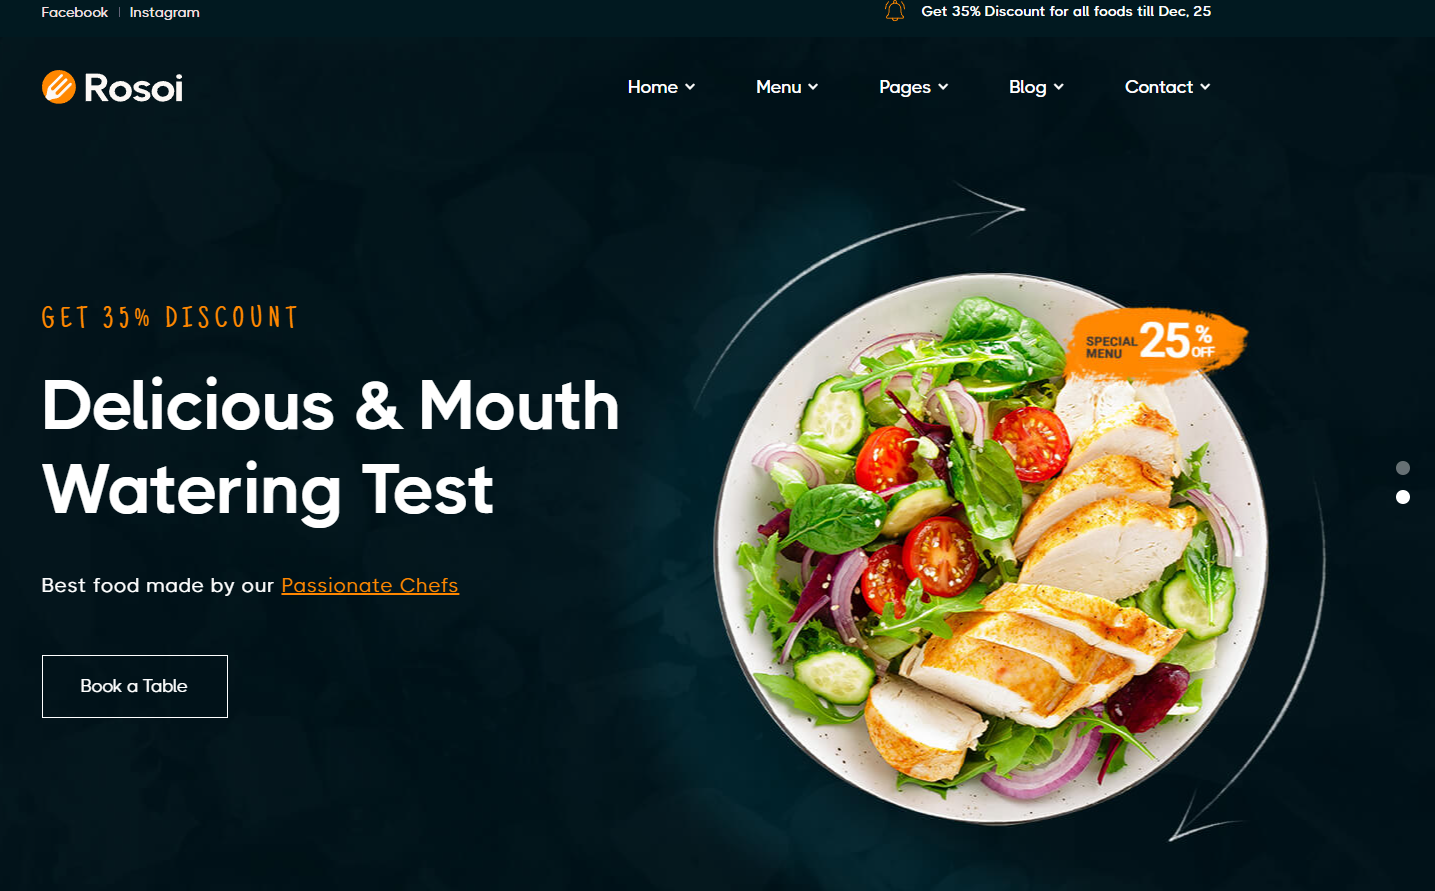 Facebook | Instagram
Get 35% Discount for all foods till Dec, 25
Rosoi
Home Menu Pages Blog Contact
GET 35% DISCOUNT
Delicious & Mouth
Watering Test
Best food made by our Passionate Chefs
Book a Table
SPECIAL
MENU
25%
OFF